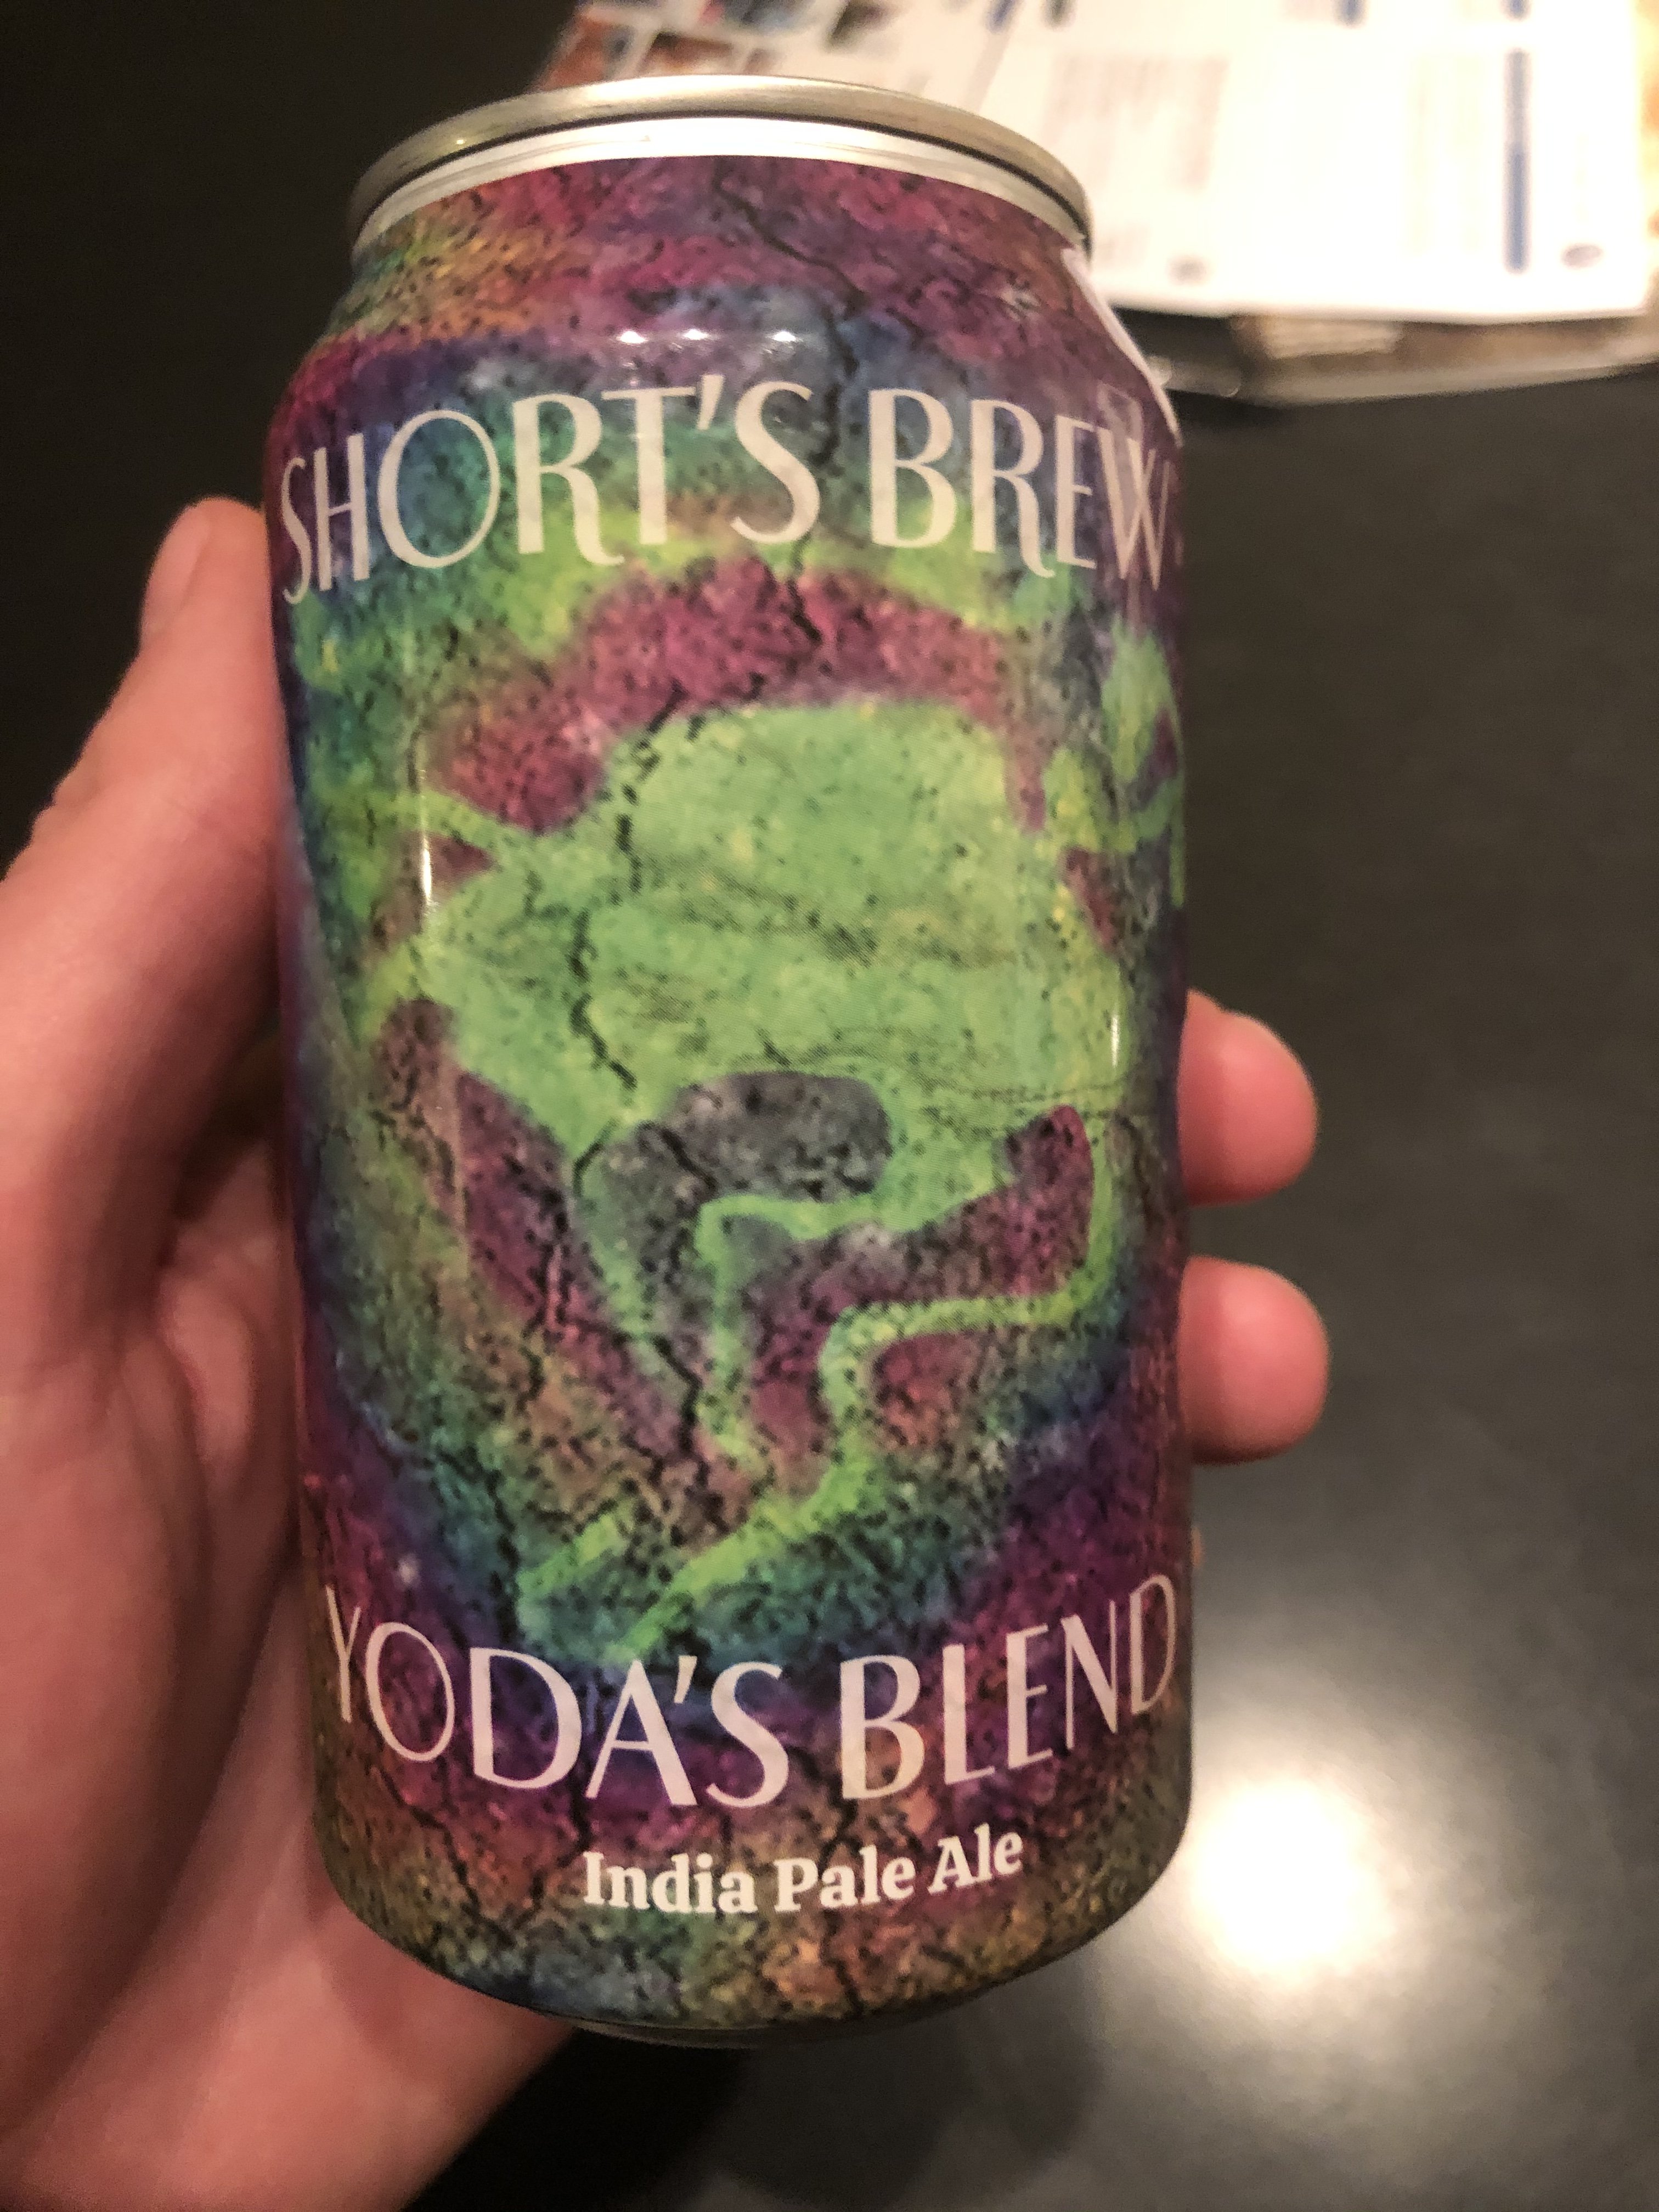 SHORT'S BREW
YODA'S BLEND
India Pale Ale